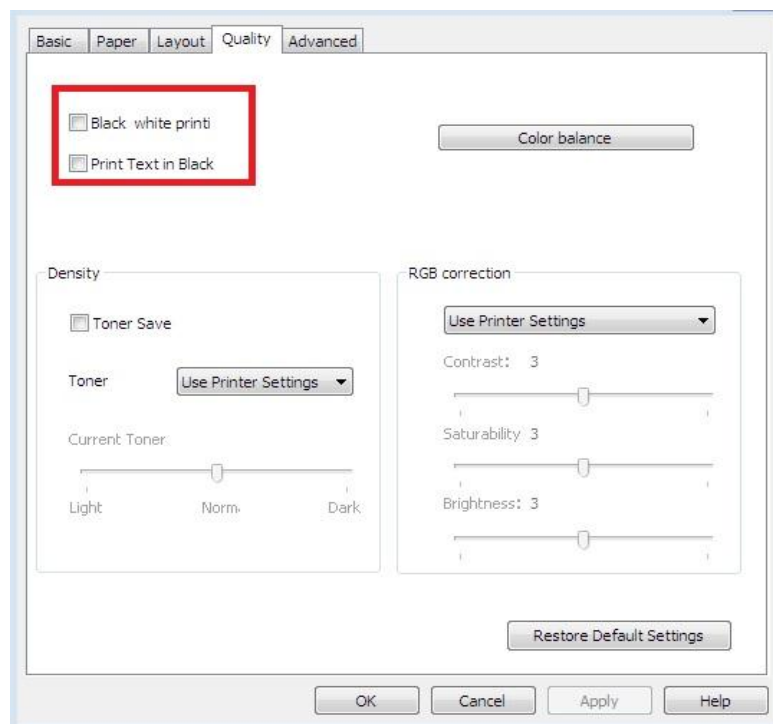 Basic Paper Layout Quality Advanced
Black white printi
Color balance
Print Text in Black
Density
Toner Save
Toner Use Printer Settings
Current Toner
Light Norm. Dark
RGB correction
Use Printer Settings
Contrast: 3
Saturability 3
Brightness: 3
Restore Default Settings
OK Cancel Apply Help